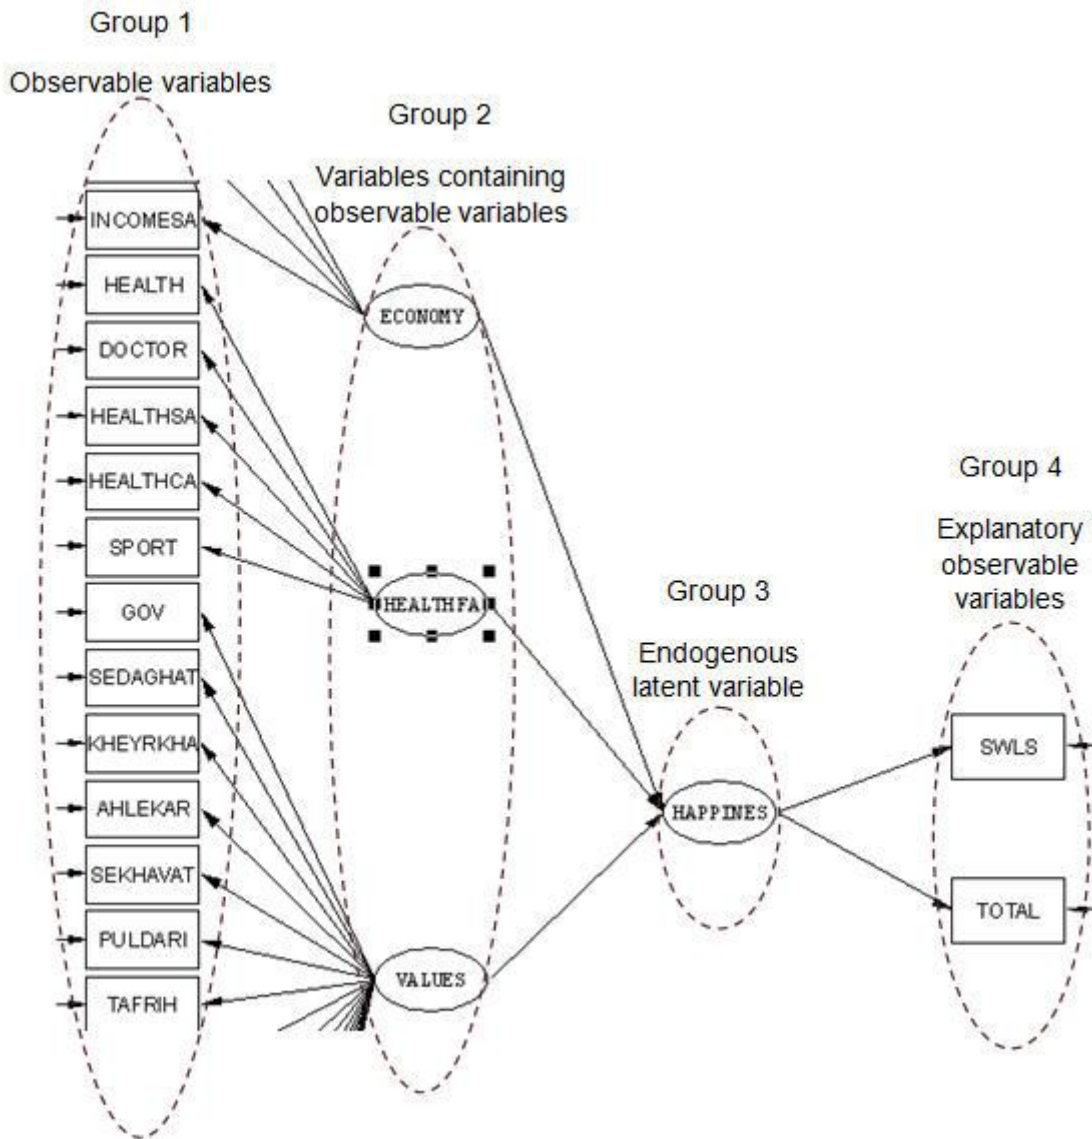 Group 1
Observable variables
INCOMESA
HEALTH
DOCTOR
HEALTHSA
HEALTHCA
SPORT
GOV
SEDAGHAT
KHEYRKHA
AHLEKAR
SEKHAVAT
PULDARI
TAFRIH
Group 2
Variables containing
observable variables
ECONOMY
HEALTHFA
VALUES
Group 3
Endogenous
latent variable
HAPPINES
Group 4
Explanatory
observable
variables
SWLS
TOTAL